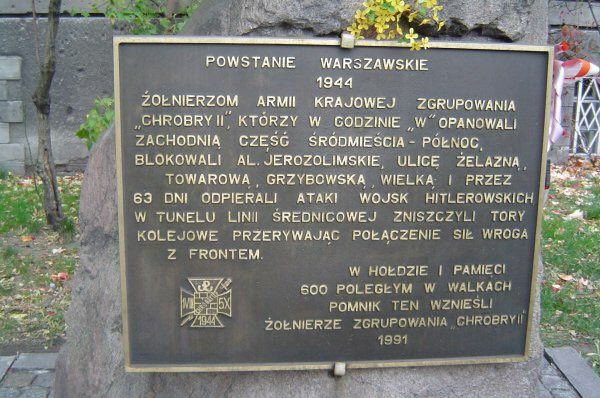 POWSTANIE WARSZAWSKIE
1944
ŻOŁNIERZOM ARMII KRAJOWEJ ZGRUPOWANIA
„CHROBRY II", KTÓRZY W GODZINIE „W" OPANOWALI
ZACHODNIĄ CZĘŚĆ ŚRÓDMIEŚCIA - PÓŁNOC,
BLOKOWALI AL. JEROZOLIMSKIE, ULICĘ ŻELAZNĄ,
TOWAROWĄ, GRZYBOWSKĄ, WIELKĄ I PRZEZ
63 DNI ODPIERALI ATAKI WOJSK HITLEROWSKICH,
W TUNELU LINII ŚREDNICOWEJ ZNISZCZYLI TORY
KOLEJOWE PRZERYWAJĄC POŁĄCZENIE SIŁ WROGA
Z FRONTEM.
W HOŁDZIE I PAMIĘCI
600 POLEGŁYM W WALKACH
POMNIK TEN WZNIEŚLI
ŻOŁNIERZE ZGRUPOWANIA „CHROBRY II",
1991
1VIII 5X
1944